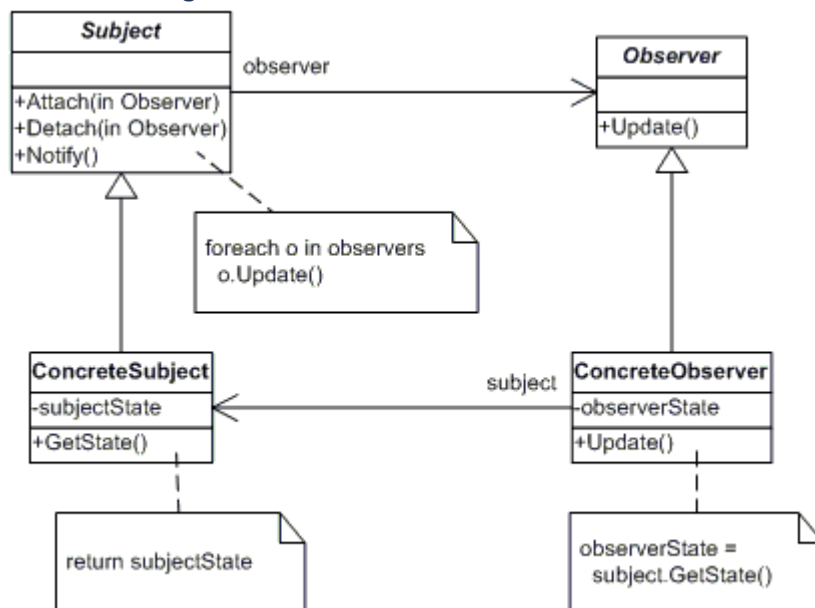 Subject
+Attach(in Observer)
+Detach(in Observer)
+Notify()
observer
Observer
+Update()
foreach o in observers
o.Update()
ConcreteSubject
-subjectState
+GetState()
subject
ConcreteObserver
-observerState
+Update()
return subjectState
observerState =
subject.GetState()